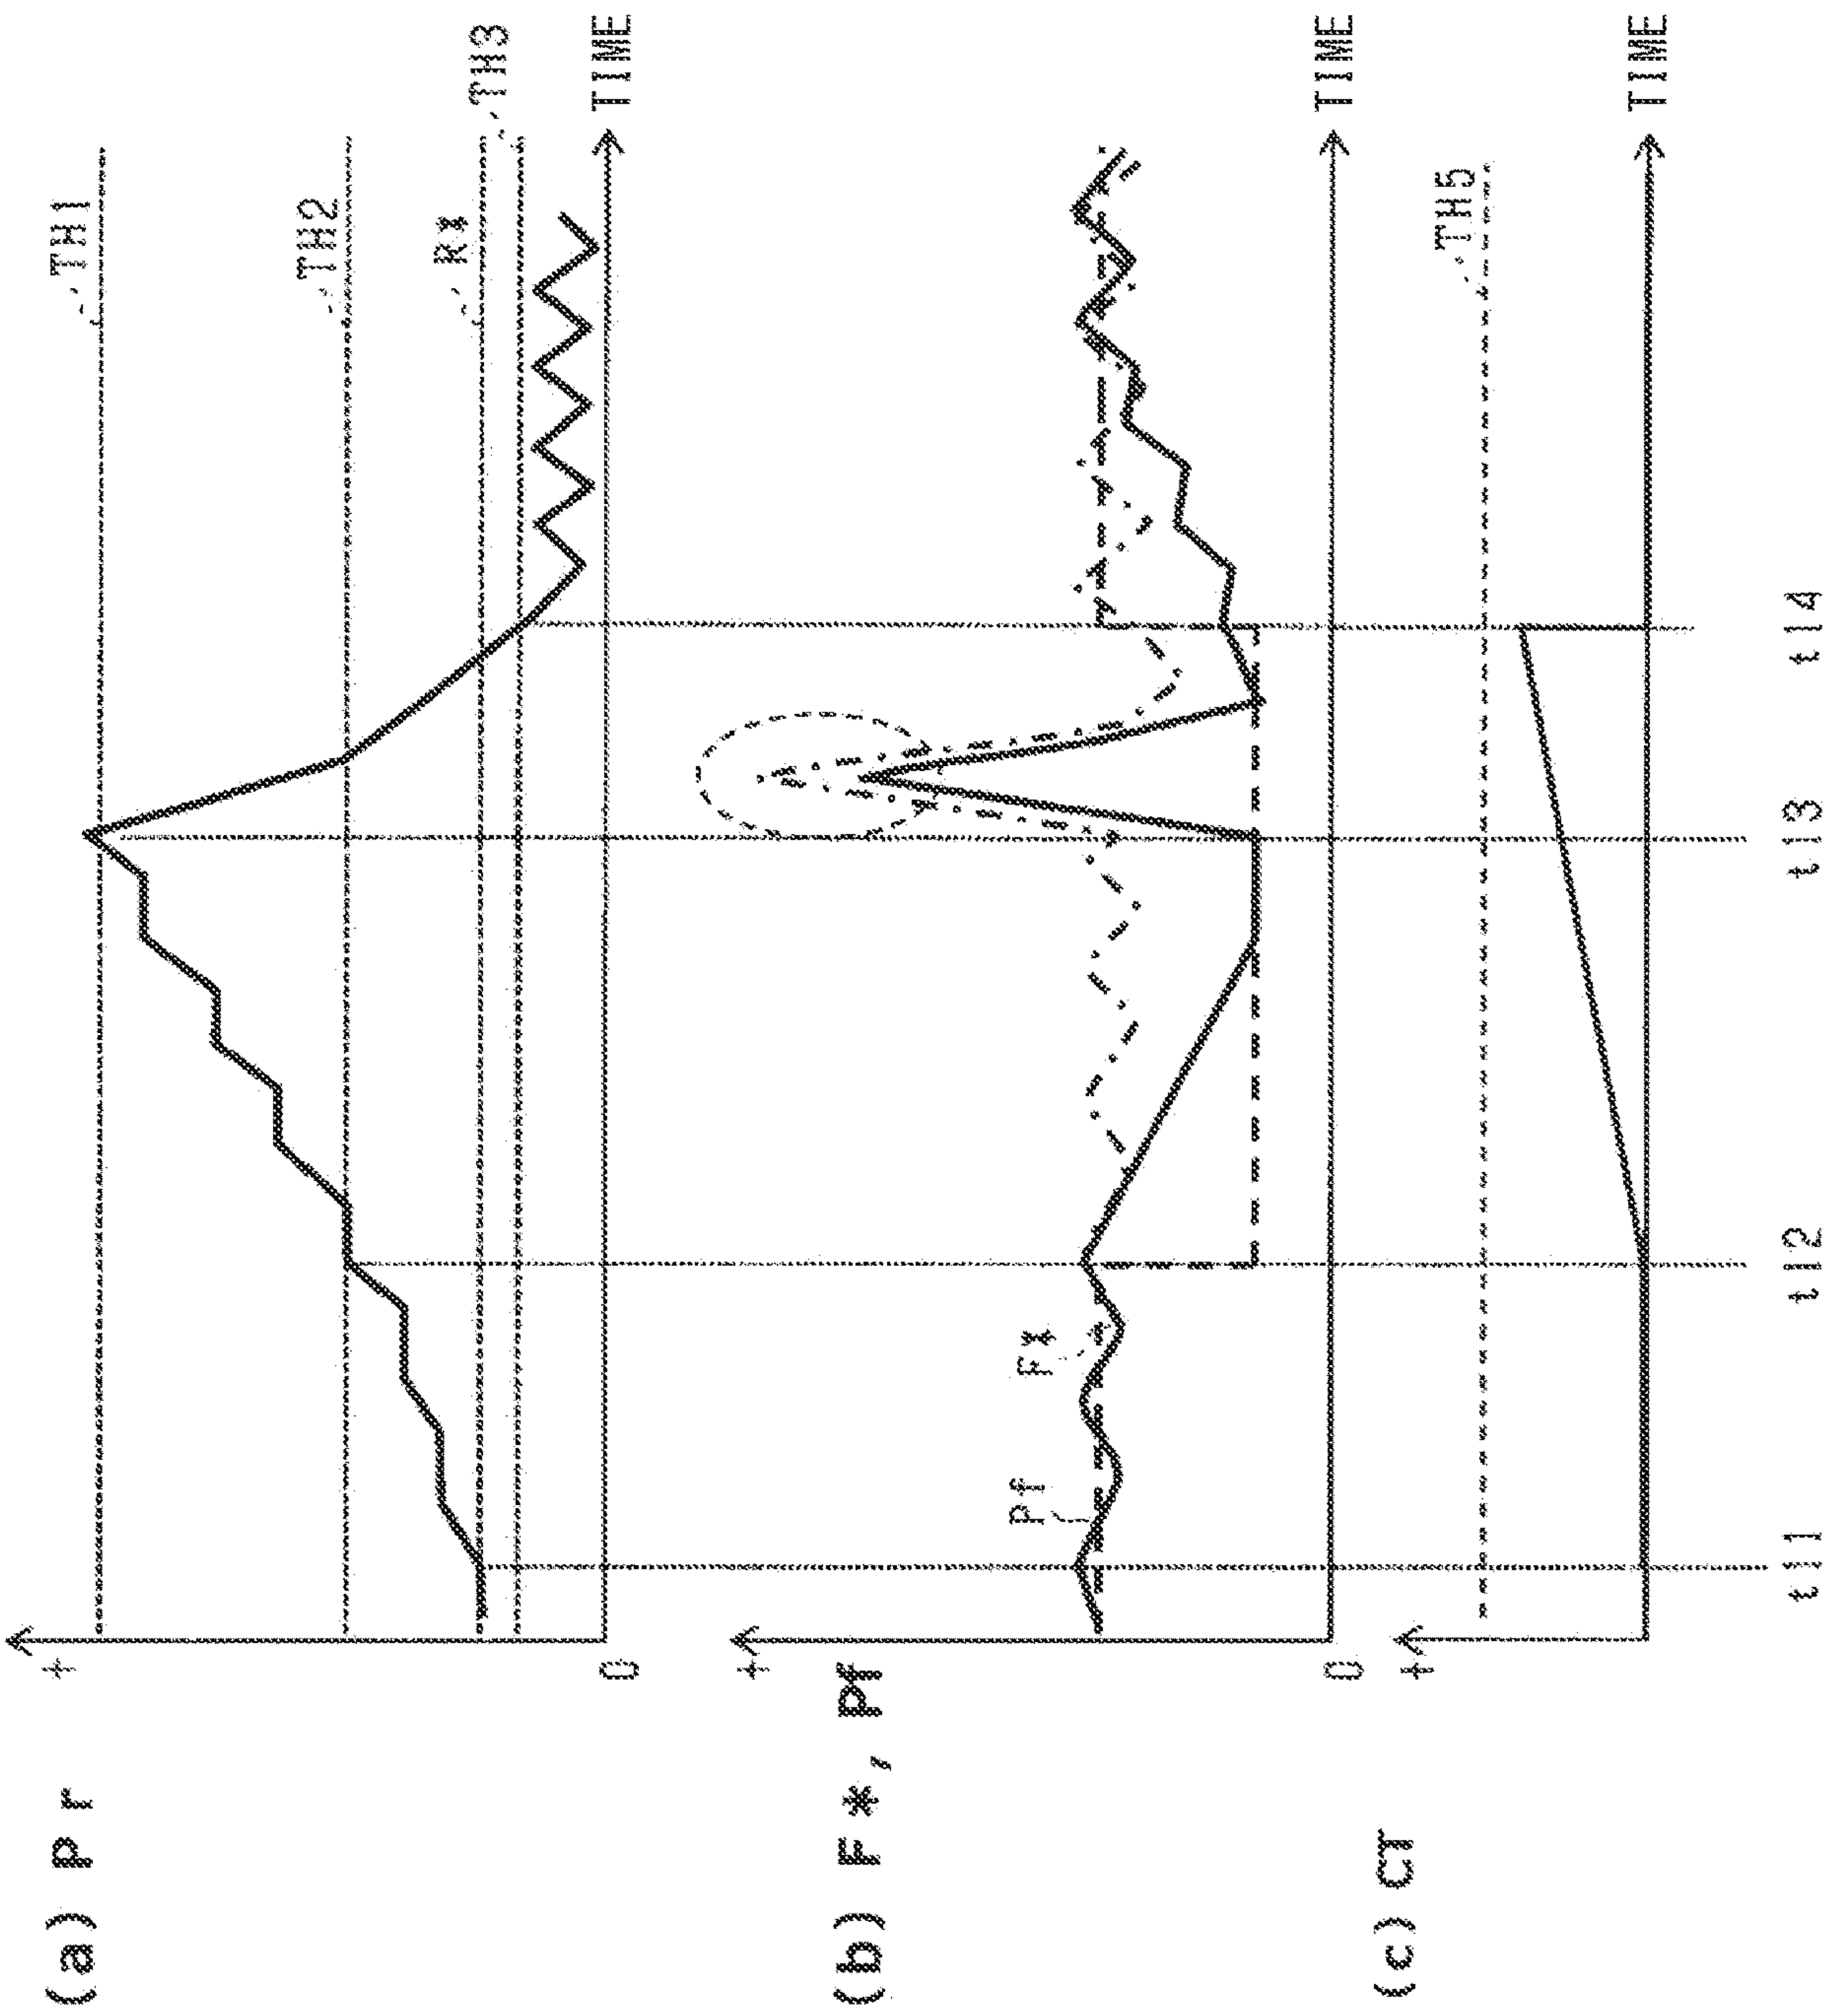 (a) Pr
+
TH1
TH2
R*
TH3
0
TIME
(b) F*, Pf
+
Pf
F*
0
TIME
(c) CT
+
TH5
TIME
t11
t12
t13
t14